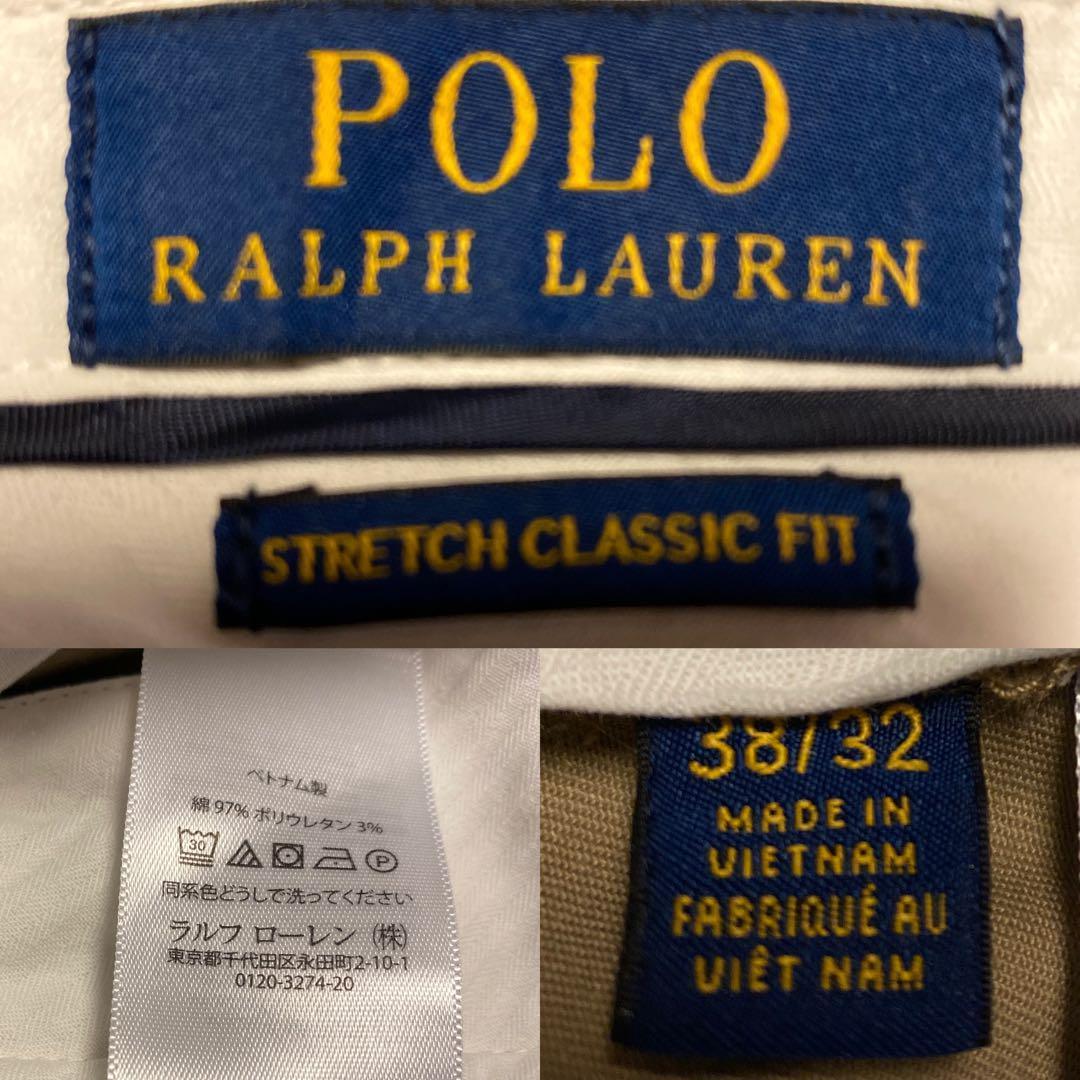 POLO
RALPH LAUREN
STRETCH CLASSIC FIT
ベトナム製
綿 97% ポリウレタン 3%
30
P
同系色どうしで洗ってください
ラルフ ローレン (株)
東京都千代田区永田町2-10-1
0120-3274-20
38/32
MADE IN
VIETNAM
FABRIQUÉ AU
VIÊT NAM